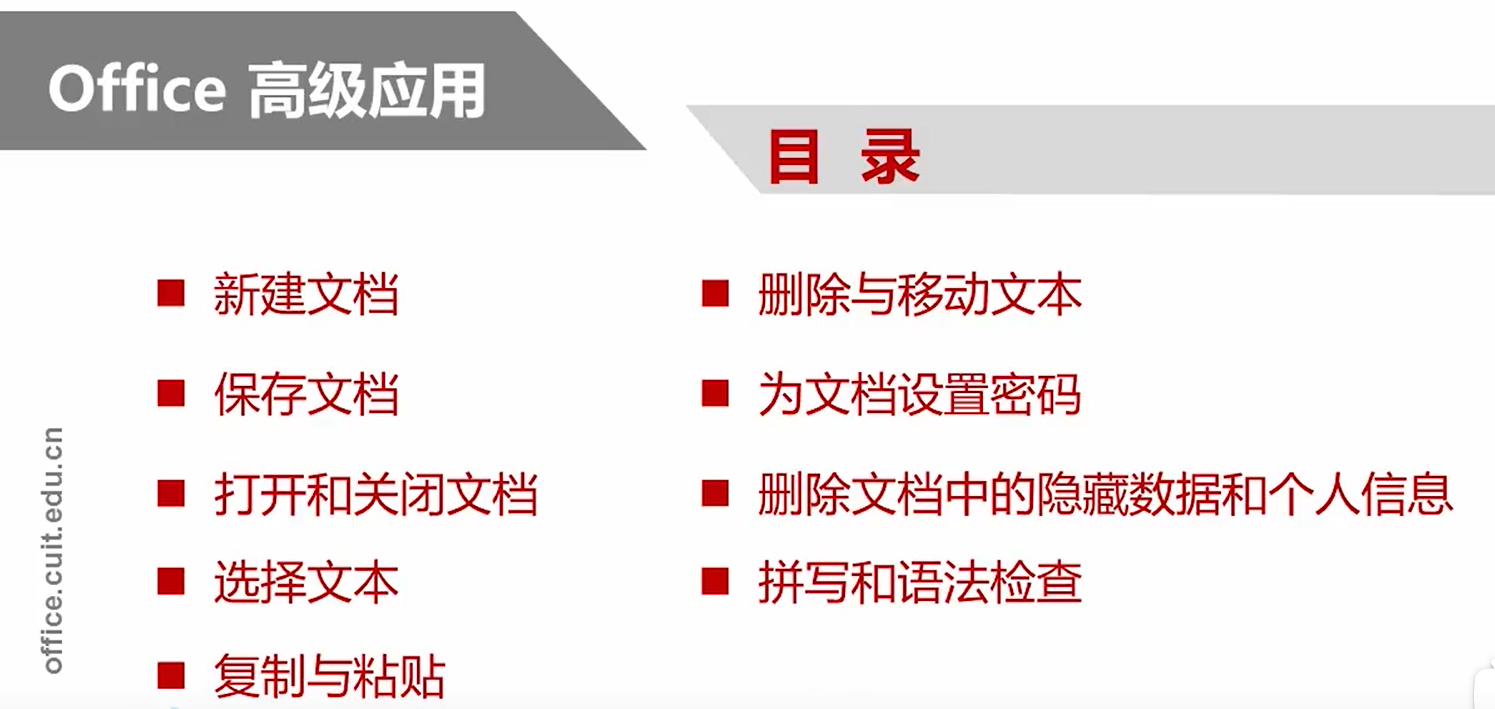 Office 高级应用
目 录
新建文档
保存文档
打开和关闭文档
选择文本
复制与粘贴
删除与移动文本
为文档设置密码
删除文档中的隐藏数据和个人信息
拼写和语法检查
office.cuit.edu.cn